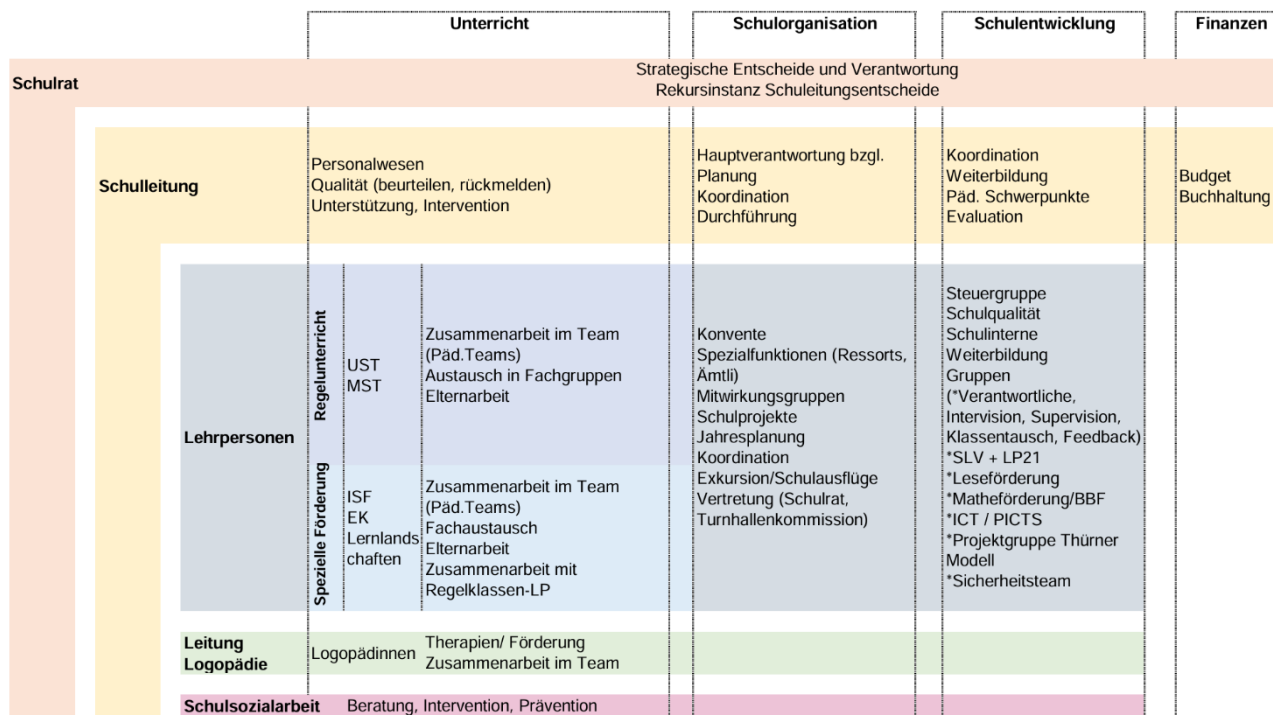 Unterricht
Schulorganisation
Schulentwicklung
Finanzen
Schulrat
Strategische Entscheide und Verantwortung
Rekursinstanz Schuleitungsentscheide
Schulleitung
Personalwesen
Qualität (beurteilen, rückmelden)
Unterstützung, Intervention
Hauptverantwortung bzgl.
Planung
Koordination
Durchführung
Koordination
Weiterbildung
Päd. Schwerpunkte
Evaluation
Budget
Buchhaltung
Lehrpersonen
Regelunterricht
UST
MST
Zusammenarbeit im Team
(Päd.Teams)
Austausch in Fachgruppen
Elternarbeit
Spezielle Förderung
ISF
EK
Lernlands
chaften
Zusammenarbeit im Team
(Päd.Teams)
Fachaustausch
Elternarbeit
Zusammenarbeit mit
Regelklassen-LP
Konvente
Spezialfunktionen (Ressorts,
Ämtli)
Mitwirkungsgruppen
Schulprojekte
Jahresplanung
Koordination
Exkursion/Schulausflüge
Vertretung (Schulrat,
Turnhallenkommission)
Steuergruppe
Schulqualität
Schulinterne
Weiterbildung
Gruppen
(*Verantwortliche,
Intervision, Supervision,
Klassentausch, Feedback)
*SLV + LP21
*Leseförderung
*Matheförderung/BBF
*ICT / PICTS
*Projektgruppe Thürner
Modell
*Sicherheitsteam
Leitung
Logopädie
Logopädinnen
Therapien/ Förderung
Zusammenarbeit im Team
Schulsozialarbeit
Beratung, Intervention, Prävention